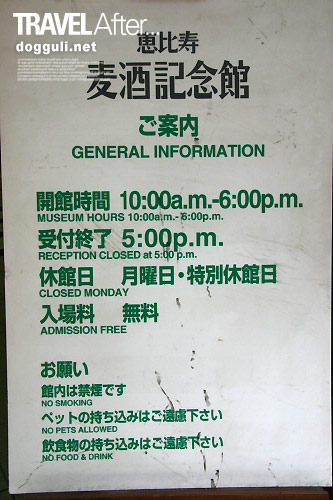 TRAVEL After
dogguli.net
恵比寿
麦酒記念館
ご案内
GENERAL INFORMATION
開館時間 10:00a.m.-6:00p.m.
MUSEUM HOURS 10:00a.m.- 6:00p.m.
受付終了 5:00p.m.
RECEPTION CLOSED at 5:00 p.m.
休館日 月曜日・特別休館日
CLOSED MONDAY
入場料 無料
ADMISSION FREE
お願い
館内は禁煙です
NO SMOKING
ペットの持ち込みはご遠慮下さい
NO PETS ALLOWED
飲食物の持ち込みはご遠慮下さい
NO FOOD & DRINK